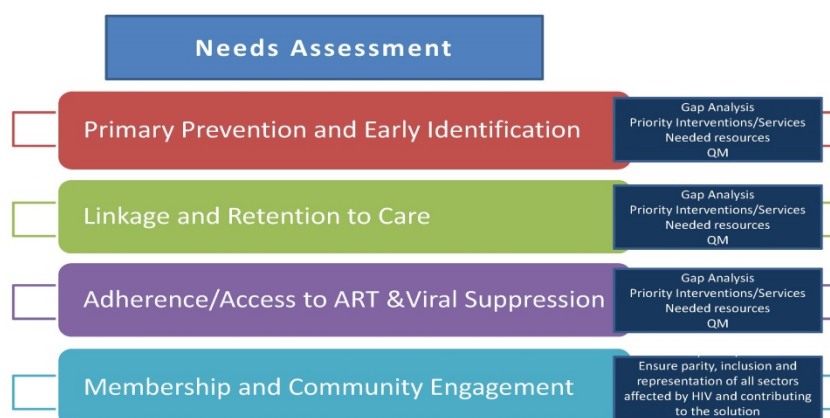 Needs Assessment
Primary Prevention and Early Identification
Gap Analysis
Priority Interventions/Services
Needed resources
QM
Linkage and Retention to Care
Gap Analysis
Priority Interventions/Services
Needed resources
QM
Adherence/Access to ART &Viral Suppression
Gap Analysis
Priority Interventions/Services
Needed resources
QM
Membership and Community Engagement
Ensure parity, inclusion and
representation of all sectors
affected by HIV and contributing
to the solution